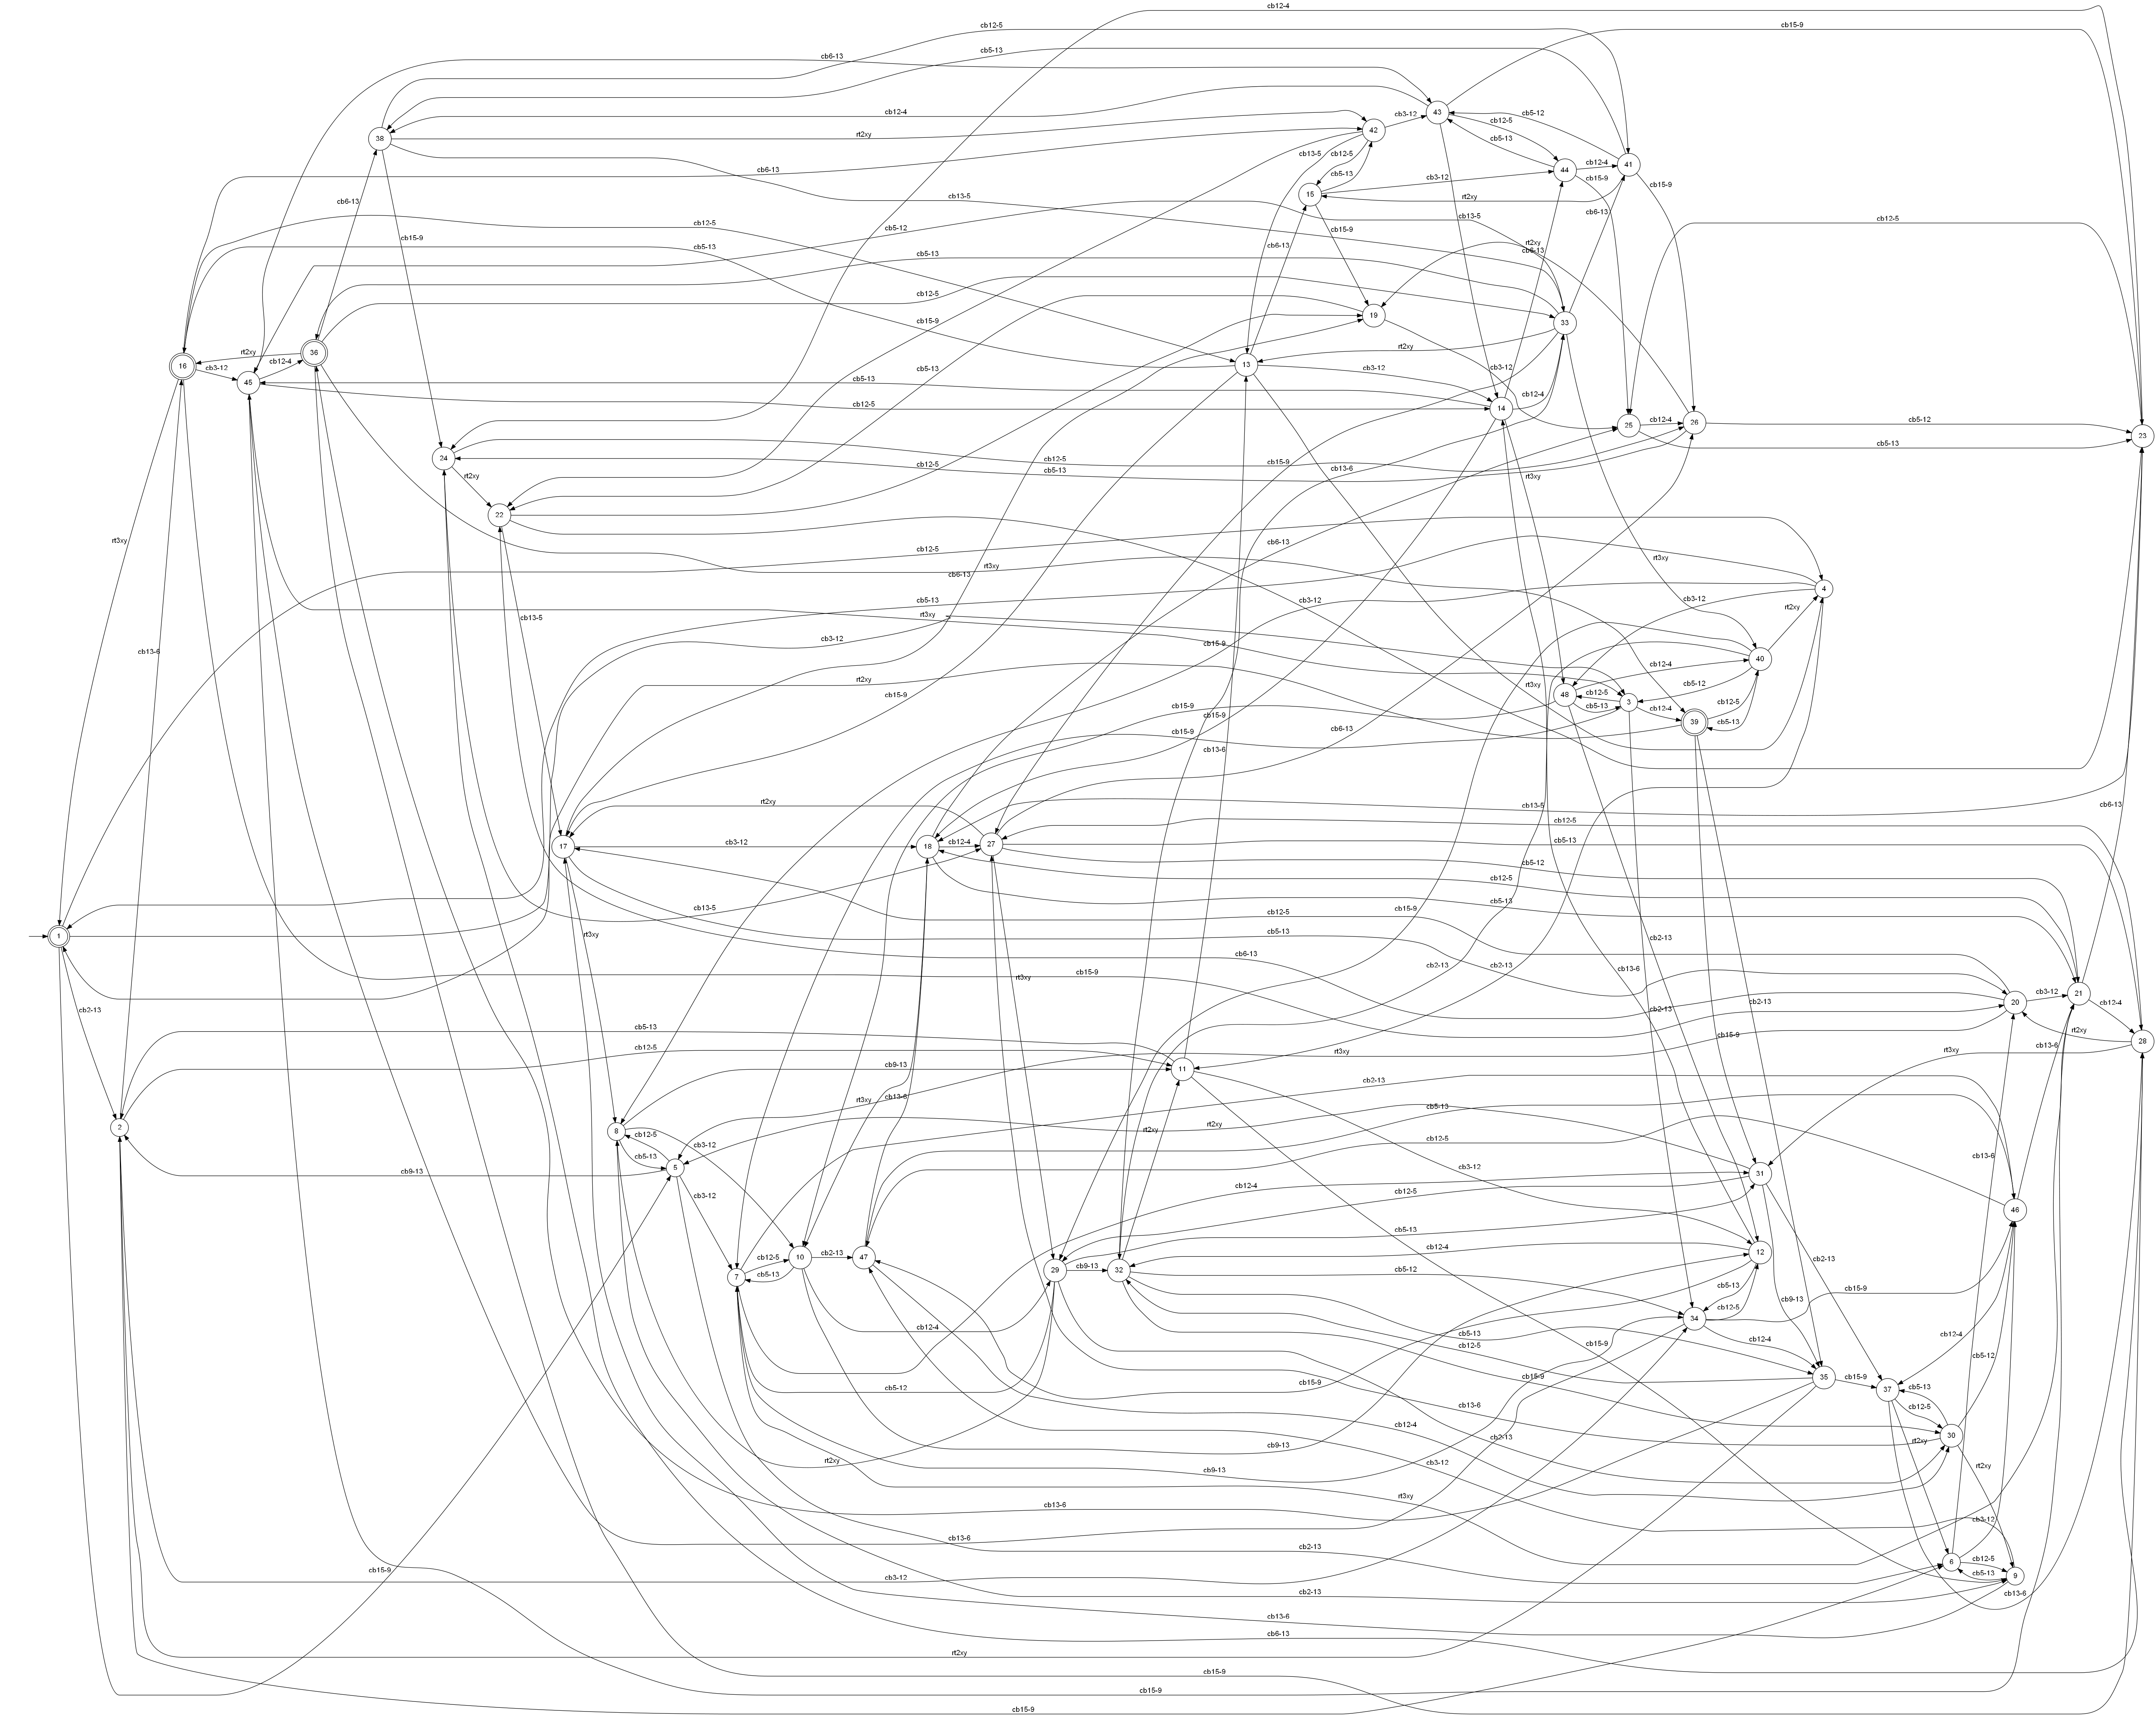 cb12-4
cb12-5
cb15-9
cb5-13
cb6-13
cb12-4
43
cb3-12
cb5-12
cb12-5
42
38
rt2xy
cb13-5
cb12-5
cb5-13
cb12-4
41
44
cb6-13
cb5-13
cb15-9
cb15-9
cb6-13
cb3-12
15
rt2xy
cb13-5
cb12-5
cb5-12
cb13-5
cb6-13
cb12-5
cb15-9
cb15-9
cb5-13
cb5-13
cb6-13
rt2xy
cb6-13
cb12-5
19
33
cb15-9
rt2xy
36
rt2xy
16
cb3-12
cb12-4
13
cb3-12
cb3-12
cb5-13
45
cb5-13
cb12-5
14
cb12-4
25
cb12-4
26
cb5-12
23
cb5-13
24
cb12-5
cb12-5
cb5-13
cb15-9
cb13-6
rt2xy
rt3xy
22
rt3xy
cb6-13
cb12-5
rt3xy
rt3xy
cb6-13
4
cb5-13
cb3-12
cb3-12
rt2xy
cb13-5
rt3xy
cb3-12
cb15-9
cb13-6
40
rt2xy
cb12-4
cb5-12
rt3xy
48
cb12-5
3
cb12-4
cb5-13
cb12-5
39
cb5-13
cb15-9
cb15-9
cb15-9
cb15-9
cb6-13
cb13-6
rt2xy
cb13-5
cb6-13
cb12-5
17
cb3-12
18
cb12-4
27
cb5-13
cb5-12
cb12-5
cb5-13
cb13-5
cb15-9
cb12-5
1
rt3xy
cb5-13
cb2-13
cb6-13
cb15-9
rt3xy
cb2-13
cb2-13
cb13-6
20
cb3-12
21
cb12-4
cb2-13
cb2-13
cb2-13
cb15-9
cb5-13
rt2xy
28
cb12-5
rt3xy
rt3xy
cb13-6
cb9-13
11
cb2-13
rt3xy
cb13-6
cb5-13
2
8
cb12-5
rt2xy
rt2xy
cb12-5
cb3-12
cb5-13
cb9-13
5
cb3-12
31
cb3-12
cb12-4
cb12-5
46
cb13-6
cb5-13
cb12-4
12
cb2-13
7
cb12-5
10
cb2-13
47
29
cb9-13
32
cb5-12
cb5-13
cb5-13
cb9-13
34
cb12-5
cb15-9
cb12-4
cb5-13
cb12-4
cb12-4
cb12-5
cb15-9
cb5-12
35
cb15-9
cb15-9
cb15-9
cb5-12
37
cb5-13
cb15-9
cb13-6
cb12-5
cb12-4
30
cb2-13
rt2xy
cb9-13
cb3-12
rt2xy
cb9-13
rt2xy
rt3xy
cb13-6
cb3-12
cb13-6
cb2-13
6
cb12-5
cb15-9
cb3-12
cb5-13
9
cb2-13
cb13-6
cb13-6
cb6-13
rt2xy
cb15-9
cb15-9
cb15-9